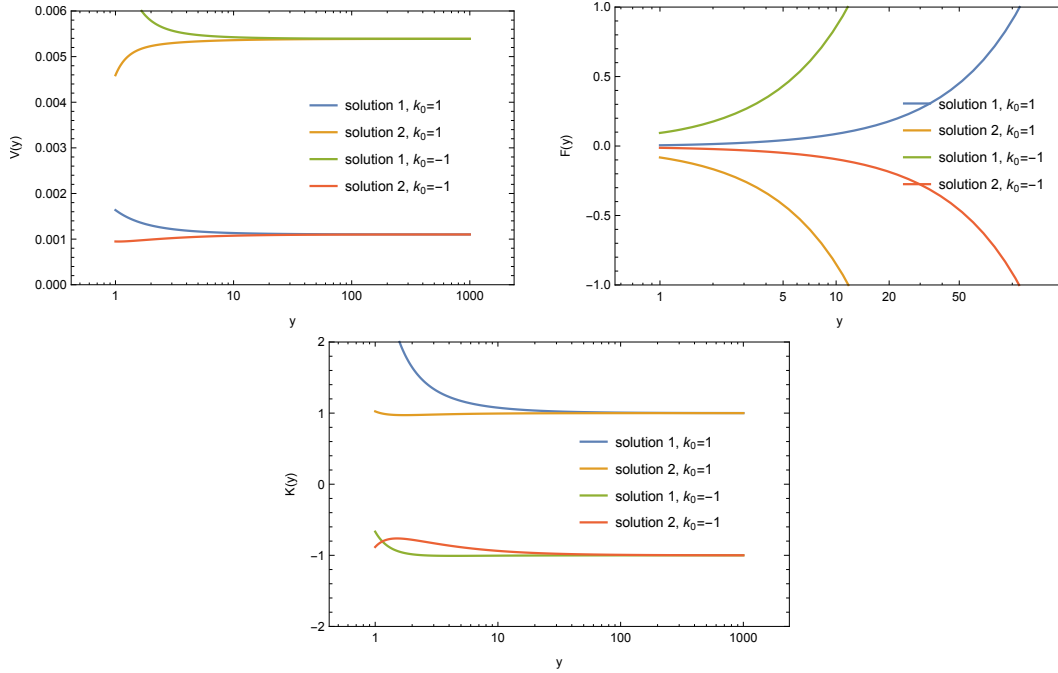 0.006
0.005
0.004
0.003
0.002
0.001
0.000
V(y)
solution 1, k0=1
solution 2, k0=1
solution 1, k0=−1
solution 2, k0=−1
1
10
100
1000
y
1.0
0.5
0.0
−0.5
−1.0
F(y)
solution 1, k0=1
solution 2, k0=1
solution 1, k0=−1
solution 2, k0=−1
1
5
10
20
50
y
2
1
0
−1
−2
K(y)
solution 1, k0=1
solution 2, k0=1
solution 1, k0=−1
solution 2, k0=−1
1
10
100
1000
y